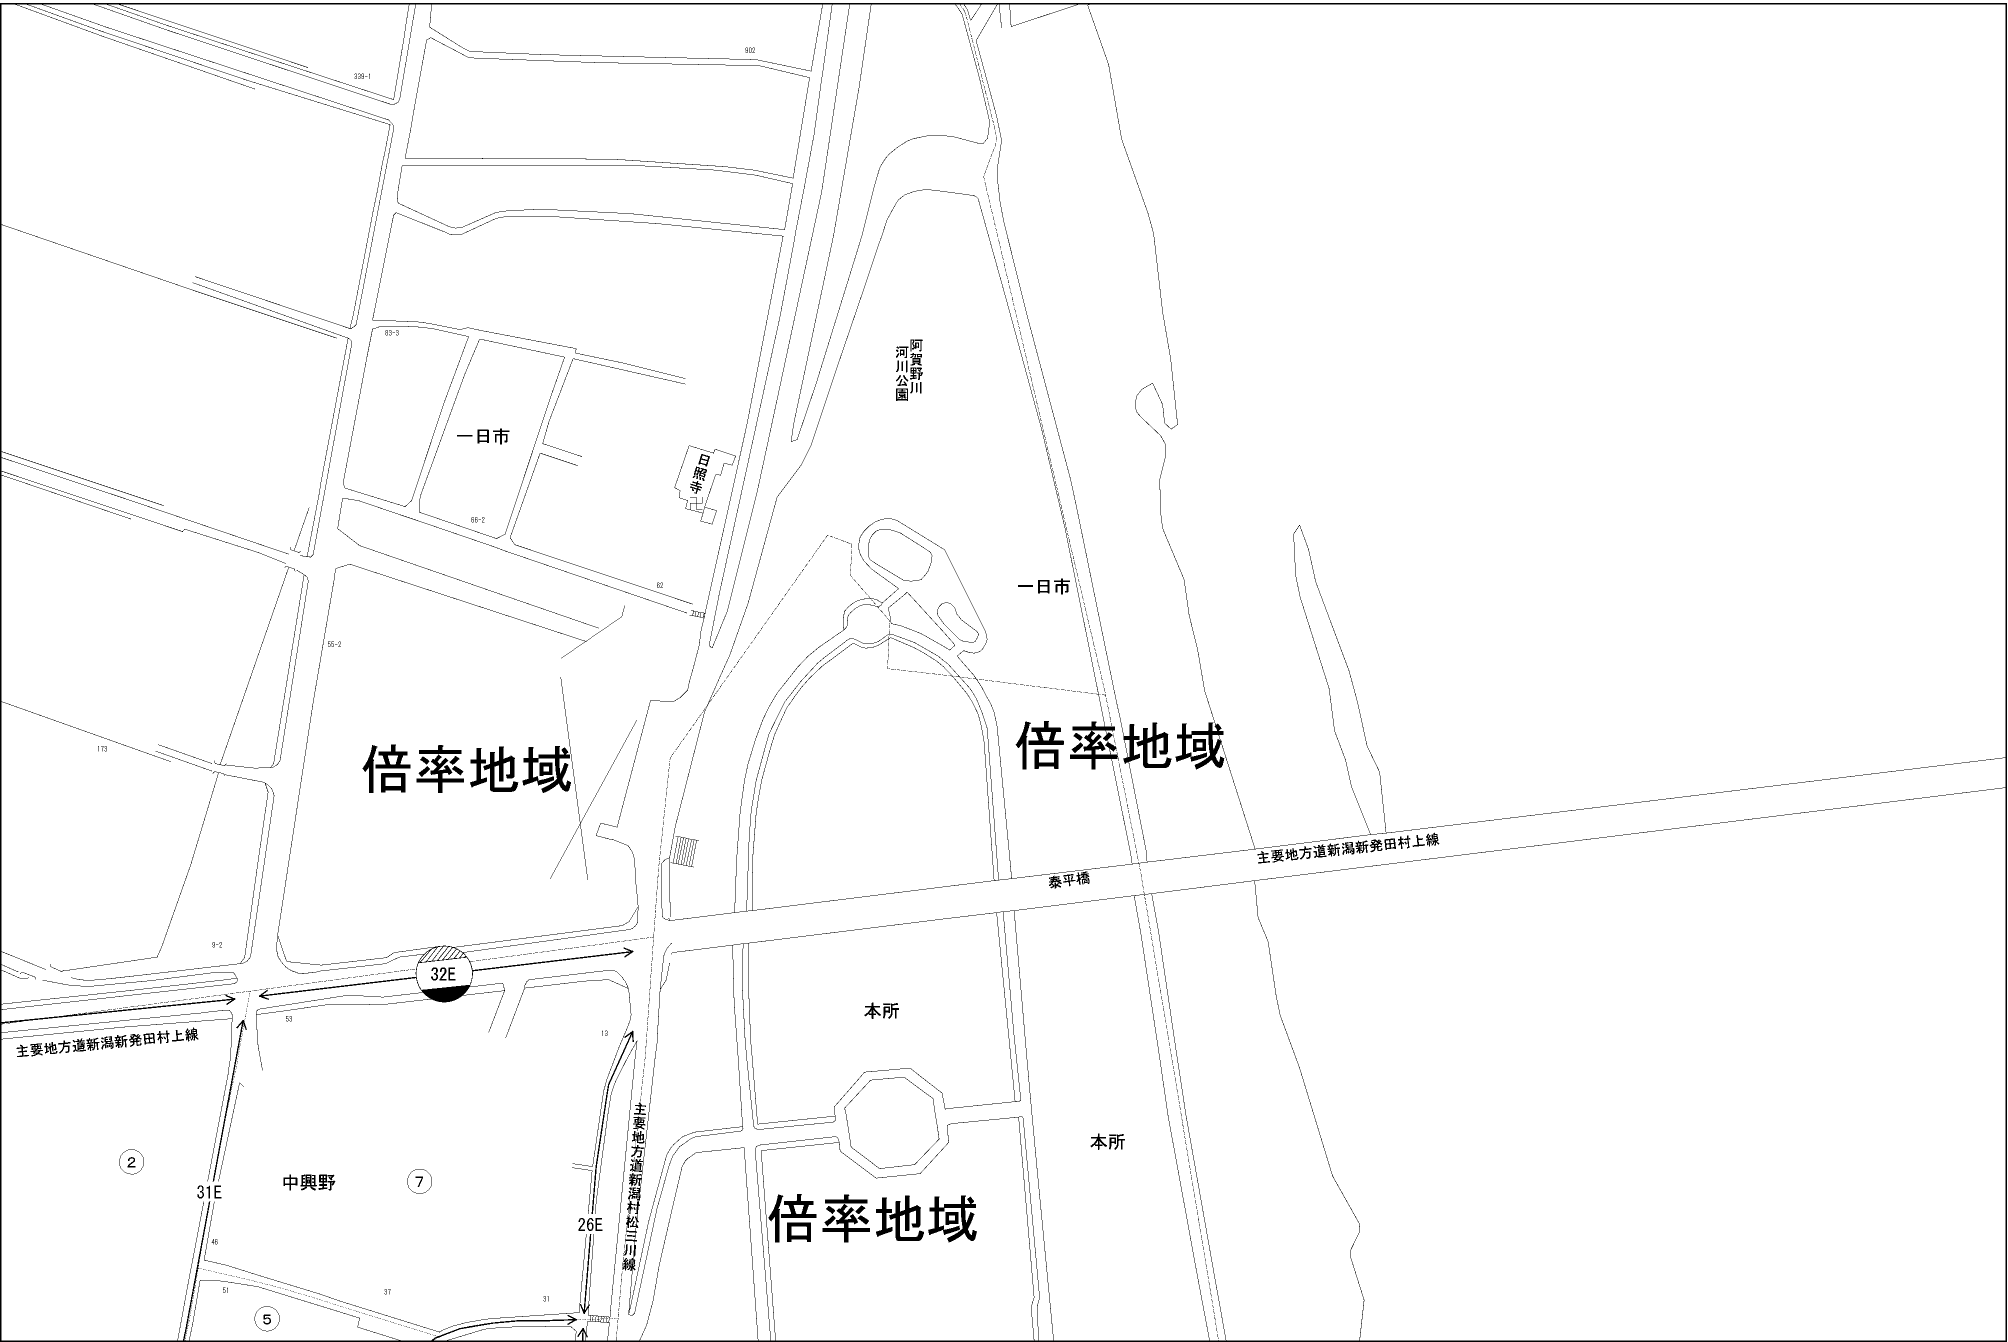 902
339-1
83-3
阿賀野川
河川公園
一日市
日照寺
66-2
62
一日市
55-2
倍率地域
倍率地域
173
主要地方道新潟新発田村上線
泰平橋
9-2
32E
本所
53
13
主要地方道新潟新発田村上線
主要地方道新潟村松三川線
本所
2
中興野
7
31E
26E
倍率地域
46
51
37
31
5